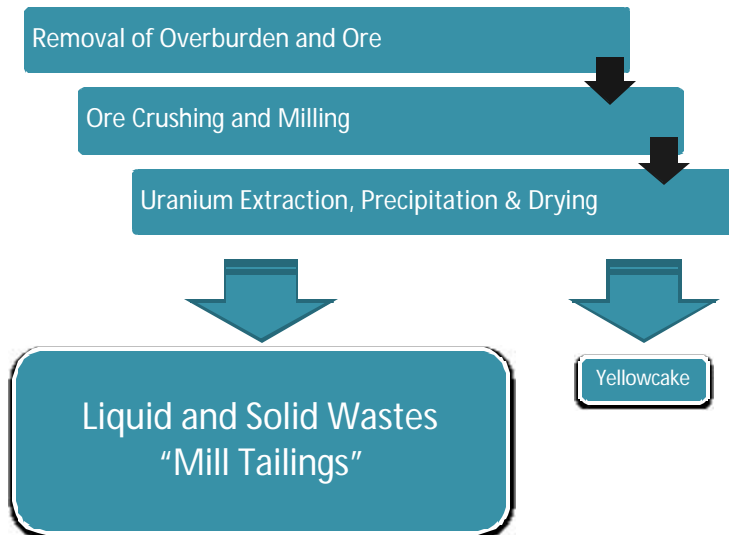 Removal of Overburden and Ore
Ore Crushing and Milling
Uranium Extraction, Precipitation & Drying
Yellowcake
Liquid and Solid Wastes
“Mill Tailings”